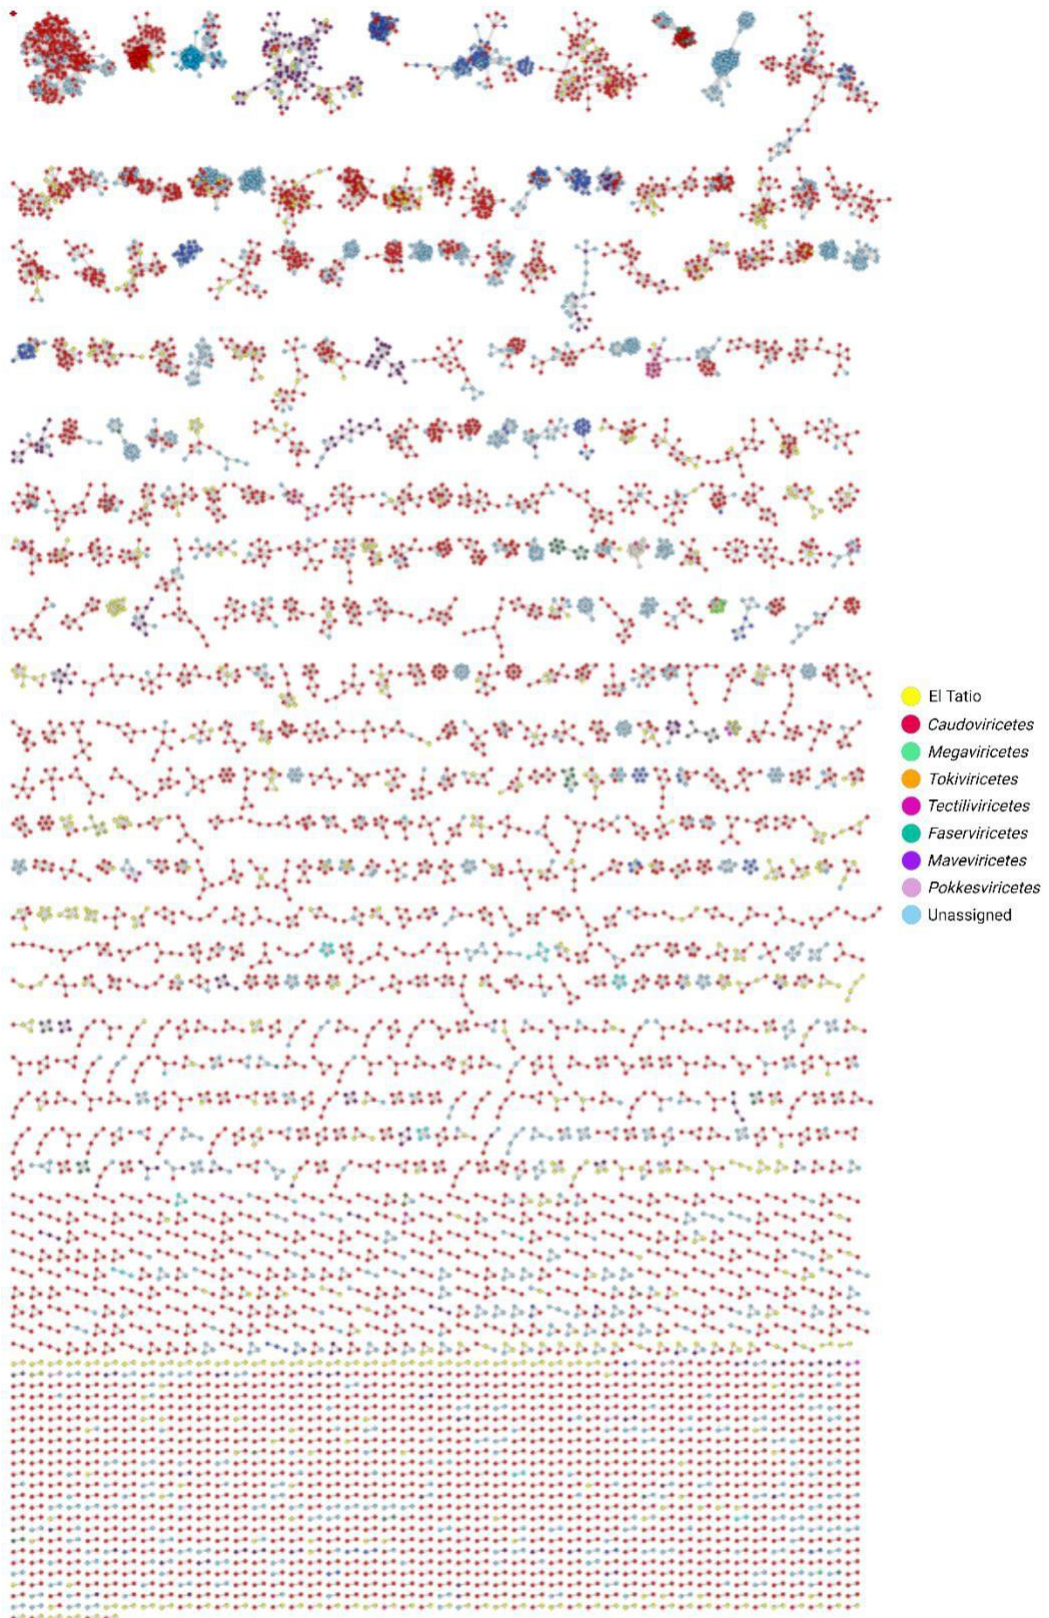 El Tatio
Caudoviricetes
Megaviricetes
Tokiviricetes
Tectiliviricetes
Faserviricetes
Maveviricetes
Pokkesviricetes
Unassigned